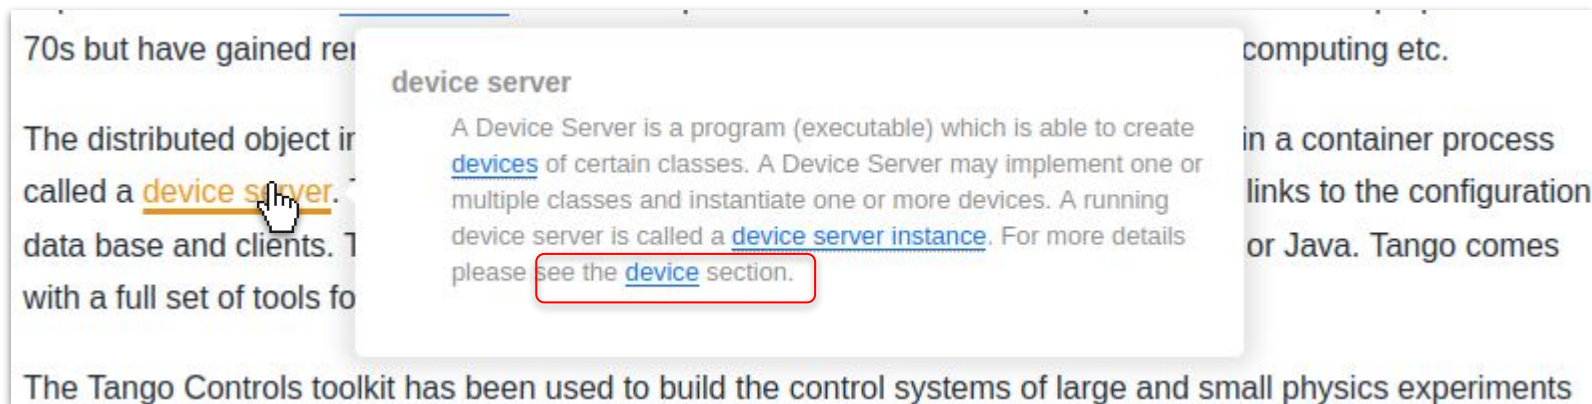 70s but have gained
computing etc.
device server
A Device Server is a program (executable) which is able to create
devices of certain classes. A Device Server may implement one or
multiple classes and instantiate one or more devices. A running
device server is called a device server instance. For more details
please see the device section.
The distributed object
in a container process
called a device server.
links to the configuration
data base and clients.
or Java. Tango comes
with a full set of tools
The Tango Controls toolkit has been used to build the control systems of large and small physics experiments